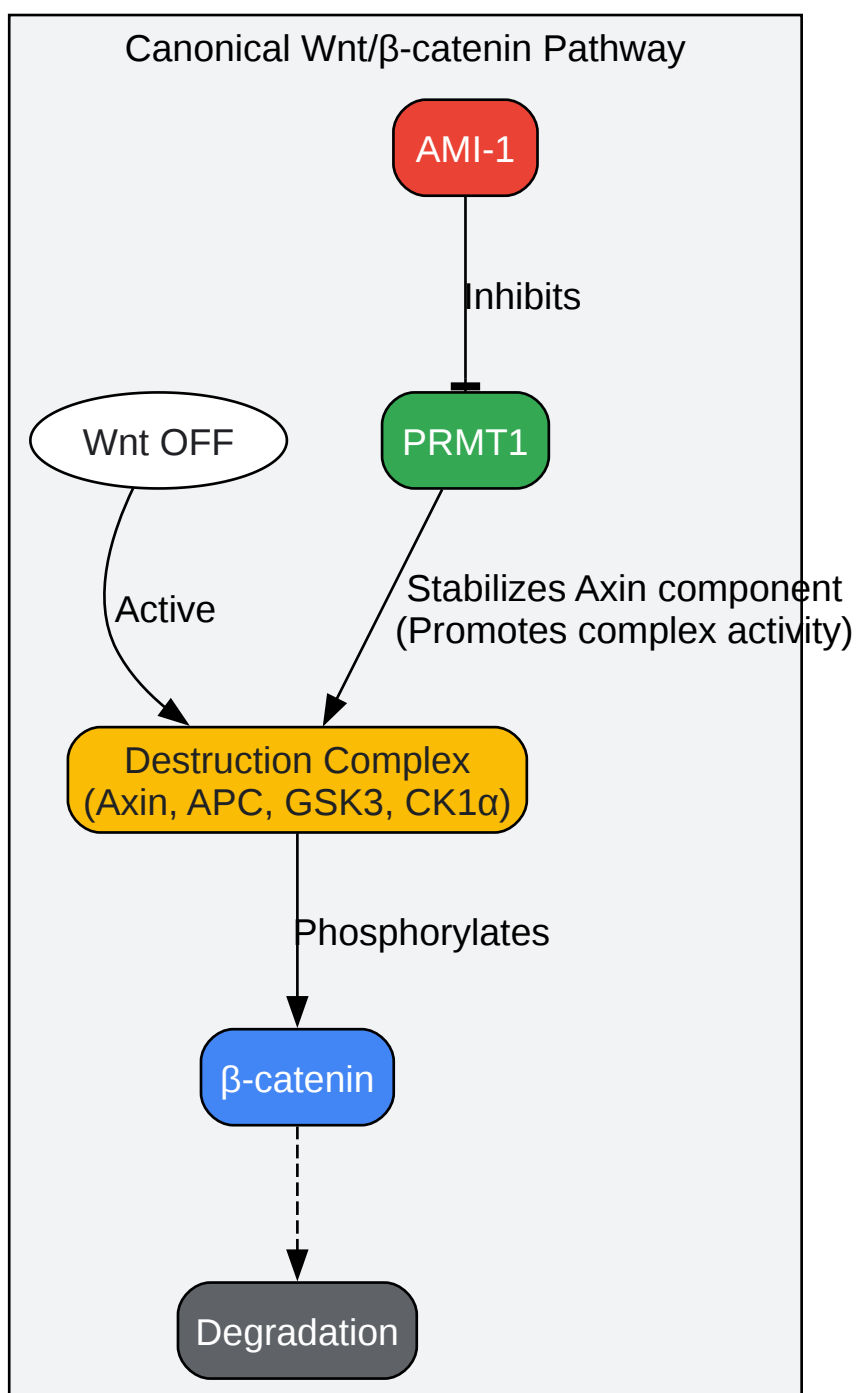 Canonical Wnt/β-catenin Pathway
AMI-1
Inhibits
Wnt OFF
PRMT1
Active
Stabilizes Axin component
(Promotes complex activity)
Destruction Complex
(Axin, APC, GSK3, CK1α)
Phosphorylates
β-catenin
Degradation